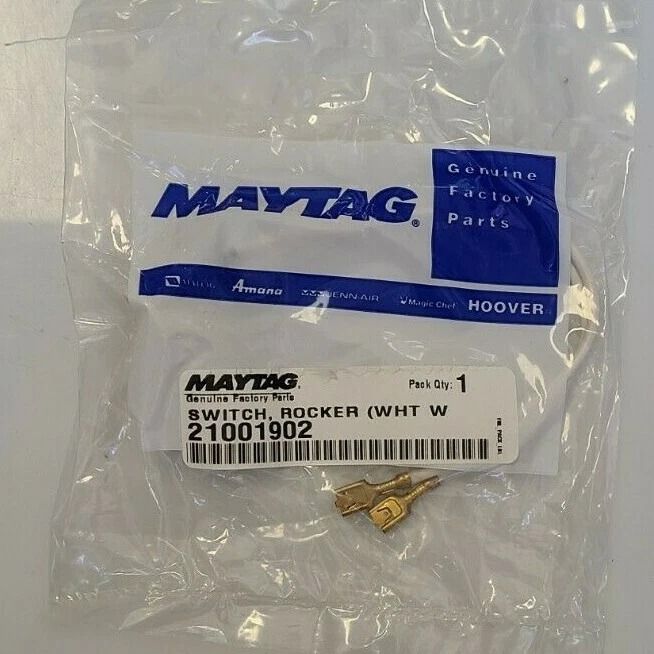 MAYTAG®
Genuine
Factory
Parts
MAYTAG Amana JENN-AIR Magic Chef HOOVER
MAYTAG®
Genuine Factory Parts
Pack Qty: 1
SWITCH, ROCKER (WHT W
21001902